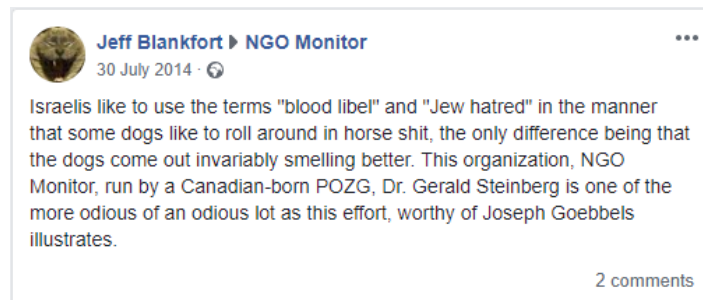 Jeff Blankfort ▶ NGO Monitor
30 July 2014 ·
Israelis like to use the terms "blood libel" and "Jew hatred" in the manner
that some dogs like to roll around in horse shit, the only difference being that
the dogs come out invariably smelling better. This organization, NGO
Monitor, run by a Canadian-born POZG, Dr. Gerald Steinberg is one of the
more odious of an odious lot as this effort, worthy of Joseph Goebbels
illustrates.
2 comments